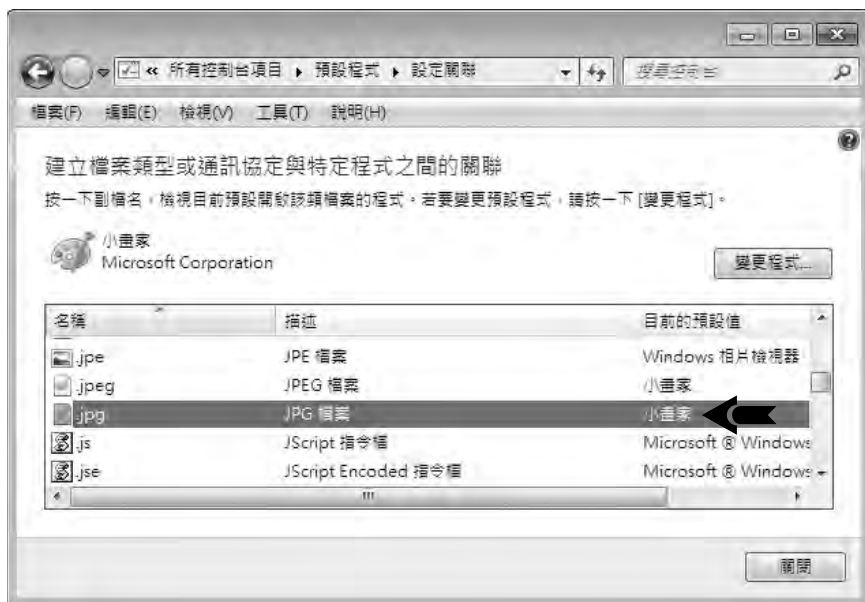 « 所有控制台項目 ▸ 預設程式 ▸ 設定關聯 搜尋控制台
檔案(F) 編輯(E) 檢視(V) 工具(T) 說明(H)
建立檔案類型或通訊協定與特定程式之間的關聯
按一下副檔名，檢視目前預設開啟該類檔案的程式。若要變更預設程式，請按一下 [變更程式]。
小畫家
Microsoft Corporation
變更程式...
名稱 描述 目前的預設值
.jpe JPE 檔案 Windows 相片檢視器
.jpeg JPEG 檔案 小畫家
.jpg JPG 檔案 小畫家
.js JScript 指令檔 Microsoft ® Windows
.jse JScript Encoded 指令檔 Microsoft ® Windows
關閉